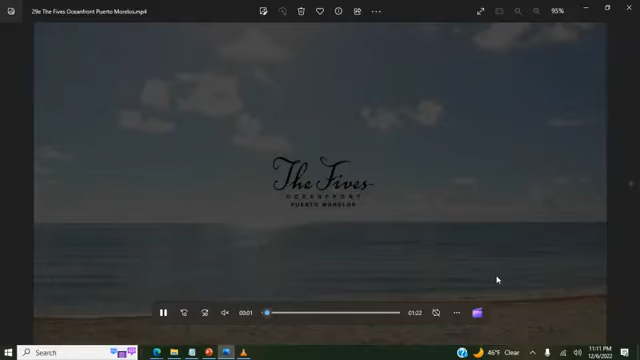 29e The Fives Oceanfront Puerto Morelos.mp4
95%
The Fives
OCEANFRONT
PUERTO MORELOS
00:01
01:22
Search
46°F Clear
11:11 PM
12/6/2022